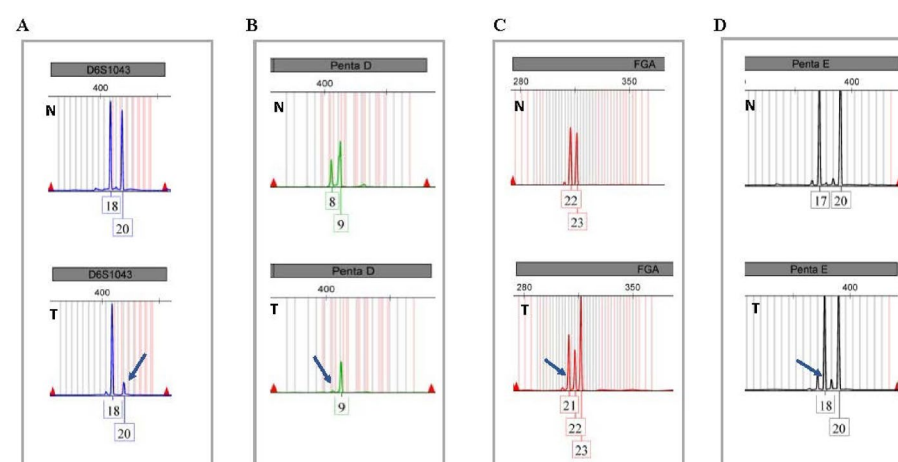 A
B
C
D
D6S1043
400
N
18
20
D6S1043
400
T
18
20
Penta D
400
N
8
9
Penta D
400
T
9
FGA
280 350
N
22
23
FGA
280 350
T
21
22
23
Penta E
400
N
17 20
Penta E
400
T
18
20